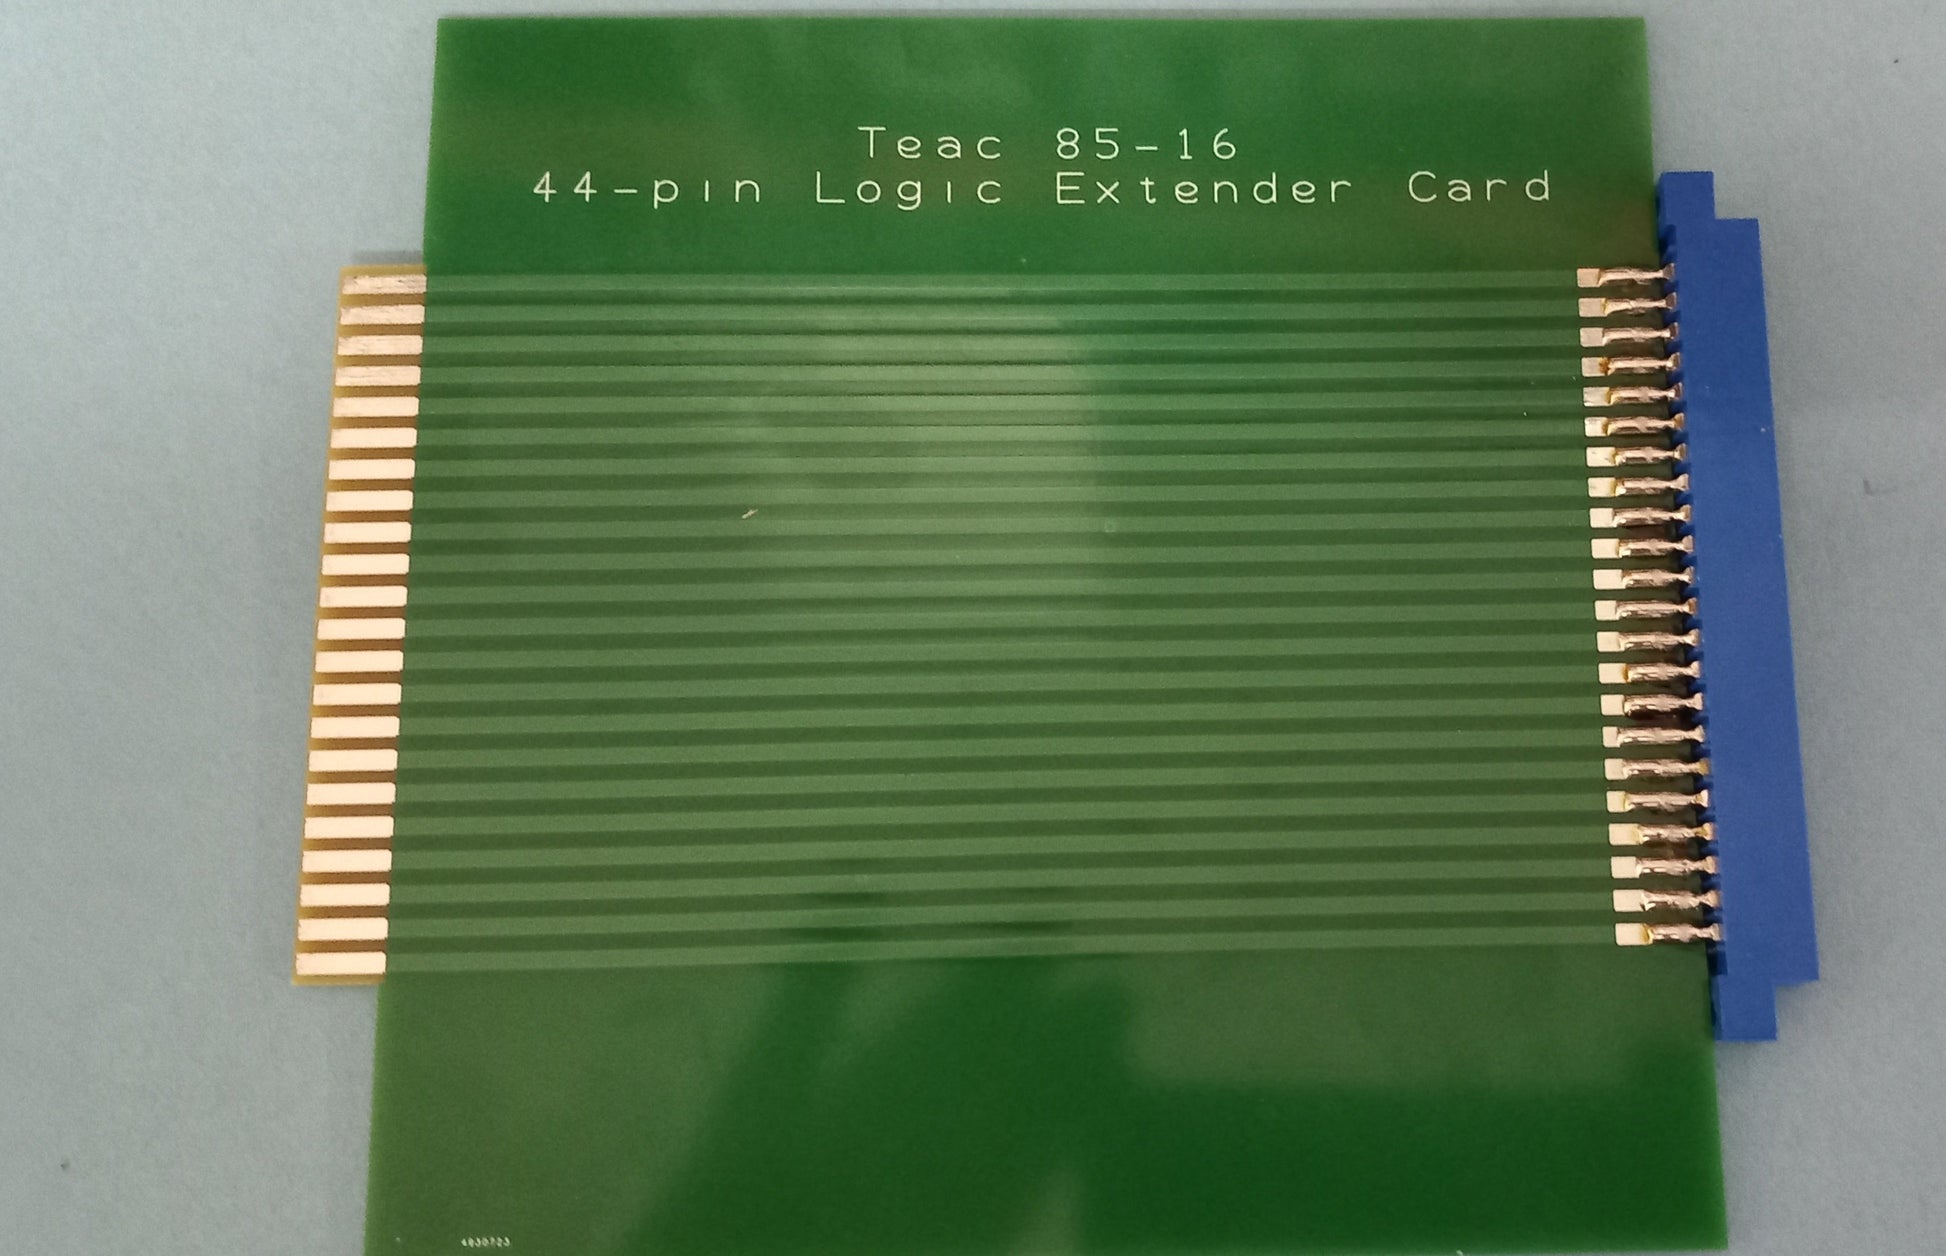 Teac 85-16
44-pin Logic Extender Card